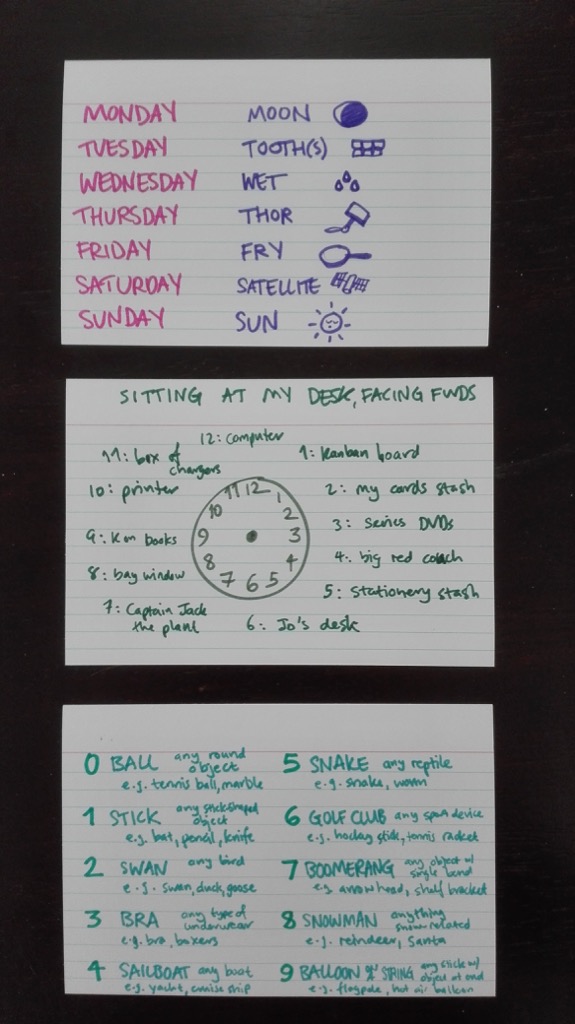 MONDAY MOON
TUESDAY TOOTH(S)
WEDNESDAY WET
THURSDAY THOR
FRIDAY FRY
SATURDAY SATELLITE
SUNDAY SUN
SITTING AT MY DESK, FACING FWDS
12: computer
11: box of chargers
1: Kanban board
10: printer
2: my cards stash
3: series DVDs
9: Kon books
4: big red couch
8: bay window
5: stationery stash
7: Captain Jack the plant
6: Jo's desk
11 12 1
10 2
9 3
8 4
7 6 5
0 BALL any round object
e.g. tennis ball, marble
1 STICK any stick shaped object
e.g. bat, pencil, knife
2 SWAN any bird
e.g. swan, duck, goose
3 BRA any type of underwear
e.g. bra, boxers
4 SAILBOAT any boat
e.g. yacht, cruise ship
5 SNAKE any reptile
e.g. snake, worm
6 GOLF CLUB any sport device
e.g. hockey stick, tennis racket
7 BOOMERANG any object w/ single bend
e.g. arrowhead, shelf bracket
8 SNOWMAN anything snow related
e.g. reindeer, Santa
9 BALLOON STRING any stick w/ object at end
e.g. flagpole, hot air balloon